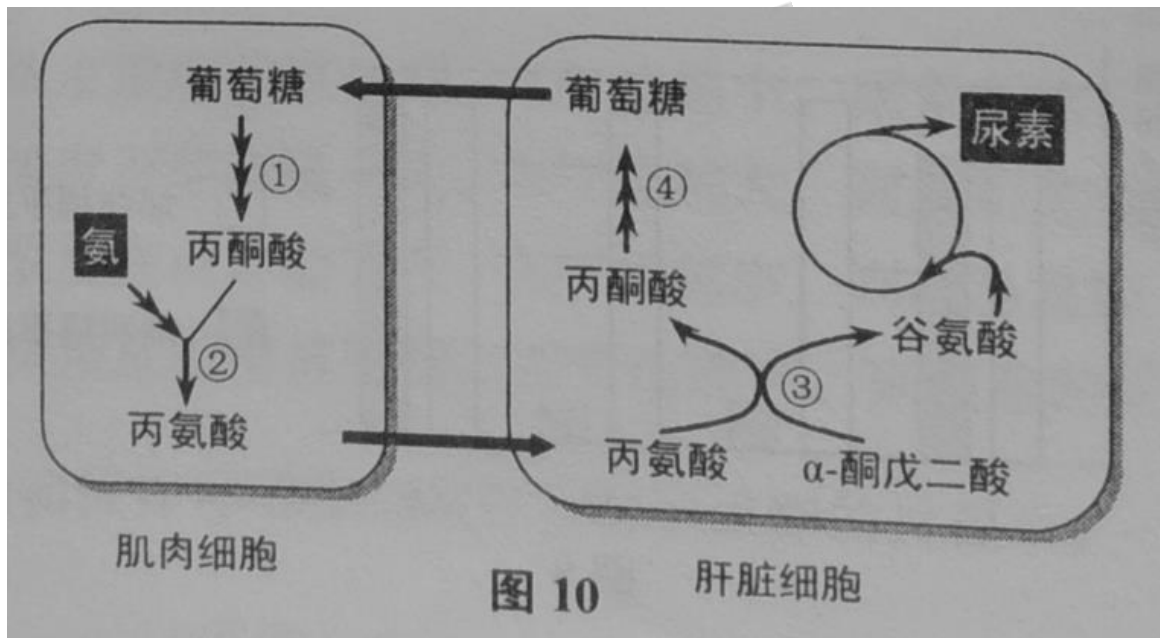 葡萄糖
①
氨
丙酮酸
②
丙氨酸
肌肉细胞
葡萄糖
④
丙酮酸
尿素
谷氨酸
③
丙氨酸
α-酮戊二酸
肝脏细胞
图 10